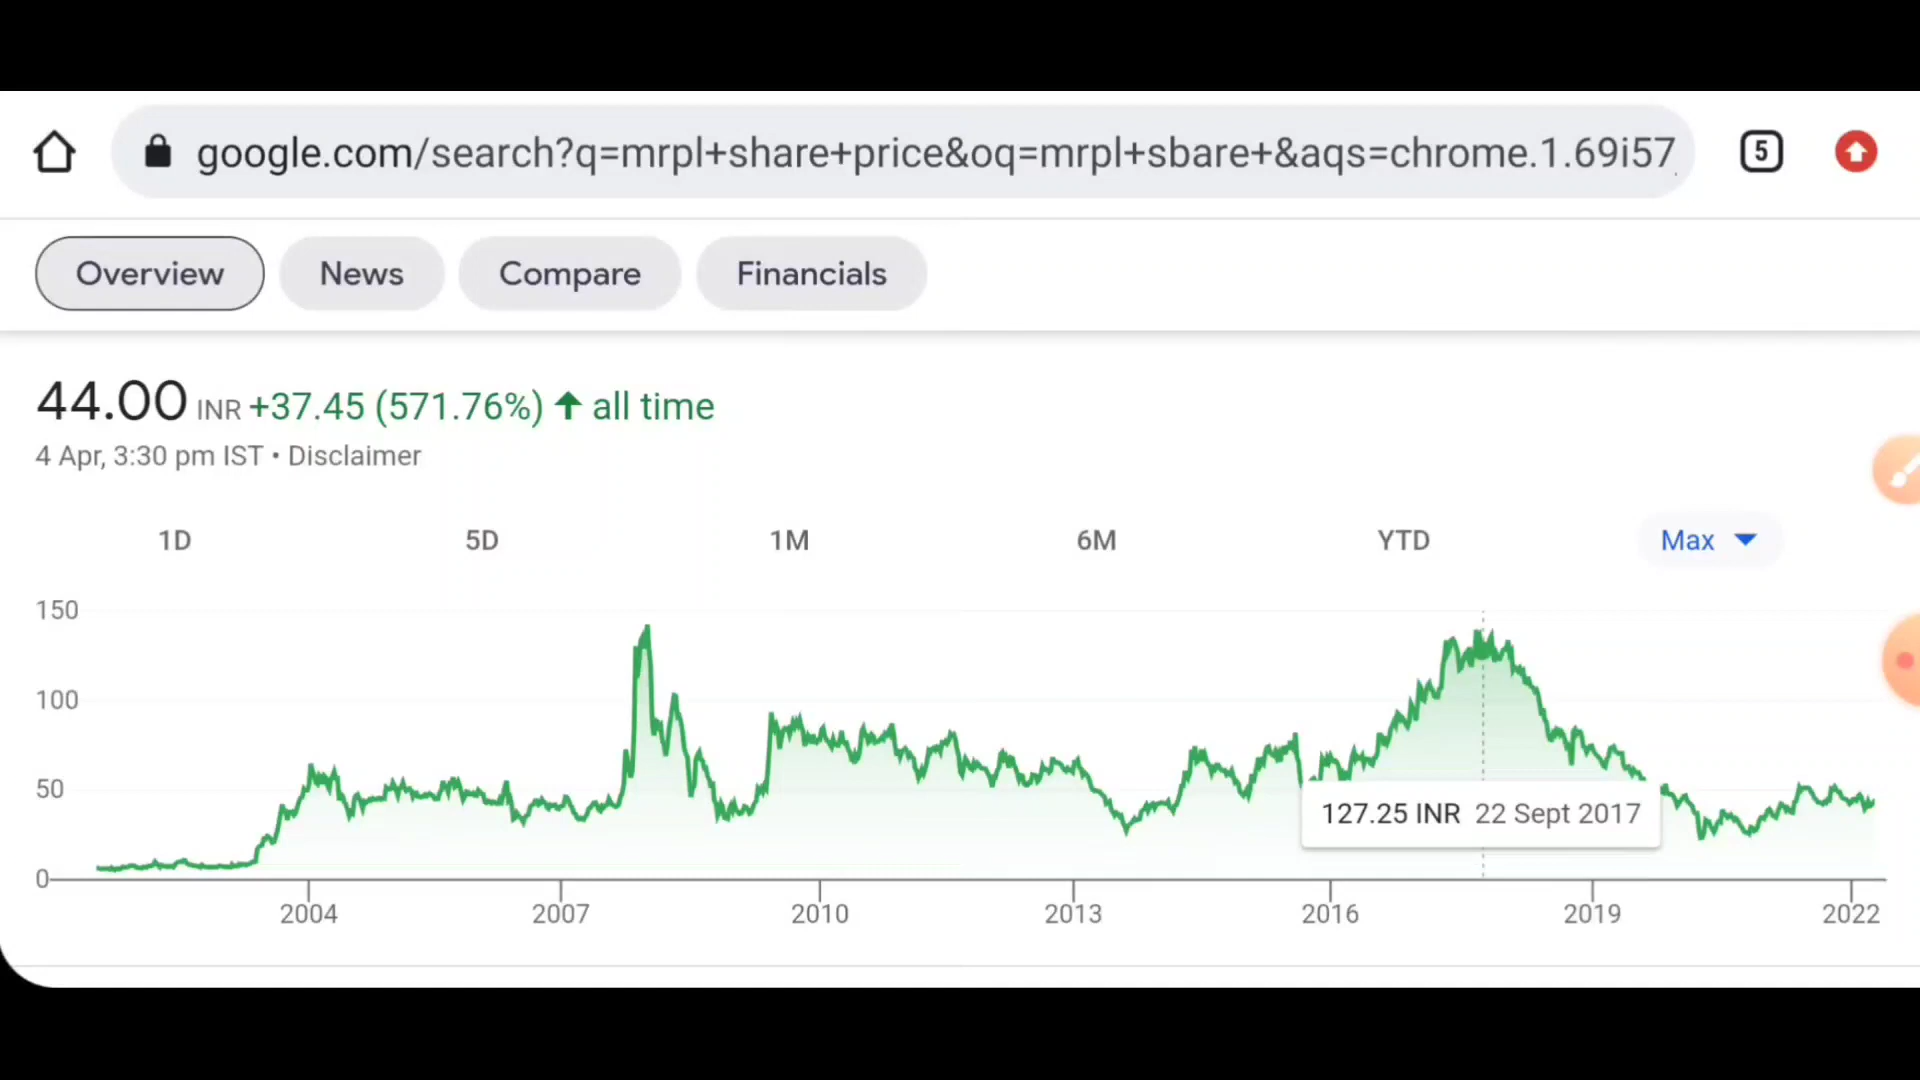 google.com/search?q=mrpl+share+price&oq=mrpl+sbare+&aqs=chrome.1.69i57
5
Overview News Compare Financials
44.00 INR +37.45 (571.76%) ↑ all time
4 Apr, 3:30 pm IST • Disclaimer
1D 5D 1M 6M YTD Max
150
100
50
127.25 INR 22 Sept 2017
0
2004 2007 2010 2013 2016 2019 2022